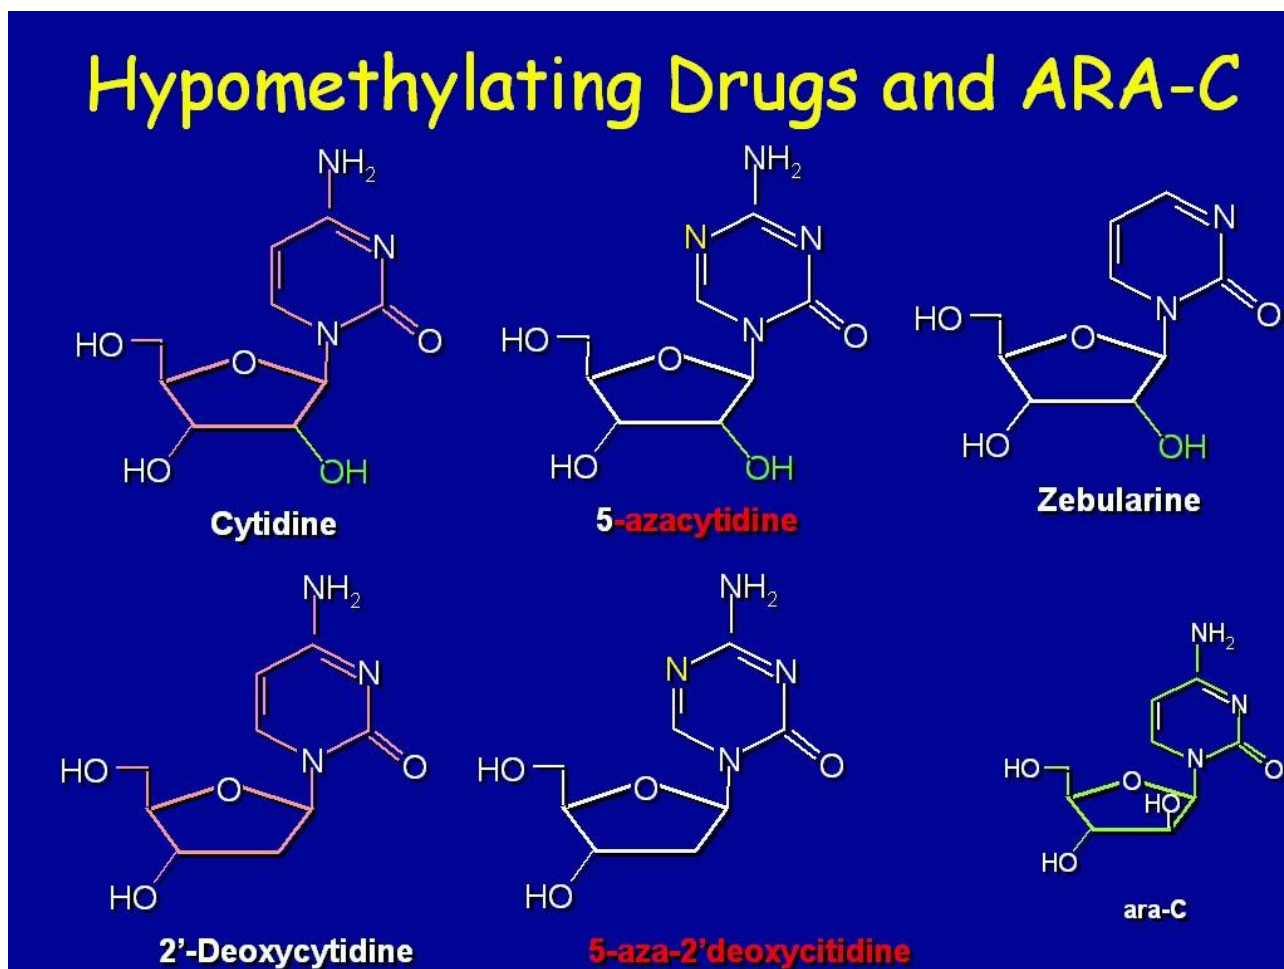 Hypomethylating Drugs and ARA-C
NH2
N
N
O
O
HO
HO
OH
Cytidine
NH2
N
N
N
O
O
HO
HO
OH
5-azacytidine
N
N
O
O
HO
HO
OH
Zebularine
NH2
N
N
O
O
HO
HO
2'-Deoxycytidine
NH2
N
N
N
O
O
HO
HO
5-aza-2'deoxycitidine
NH2
N
N
O
O
HO
HO
HO
ara-C